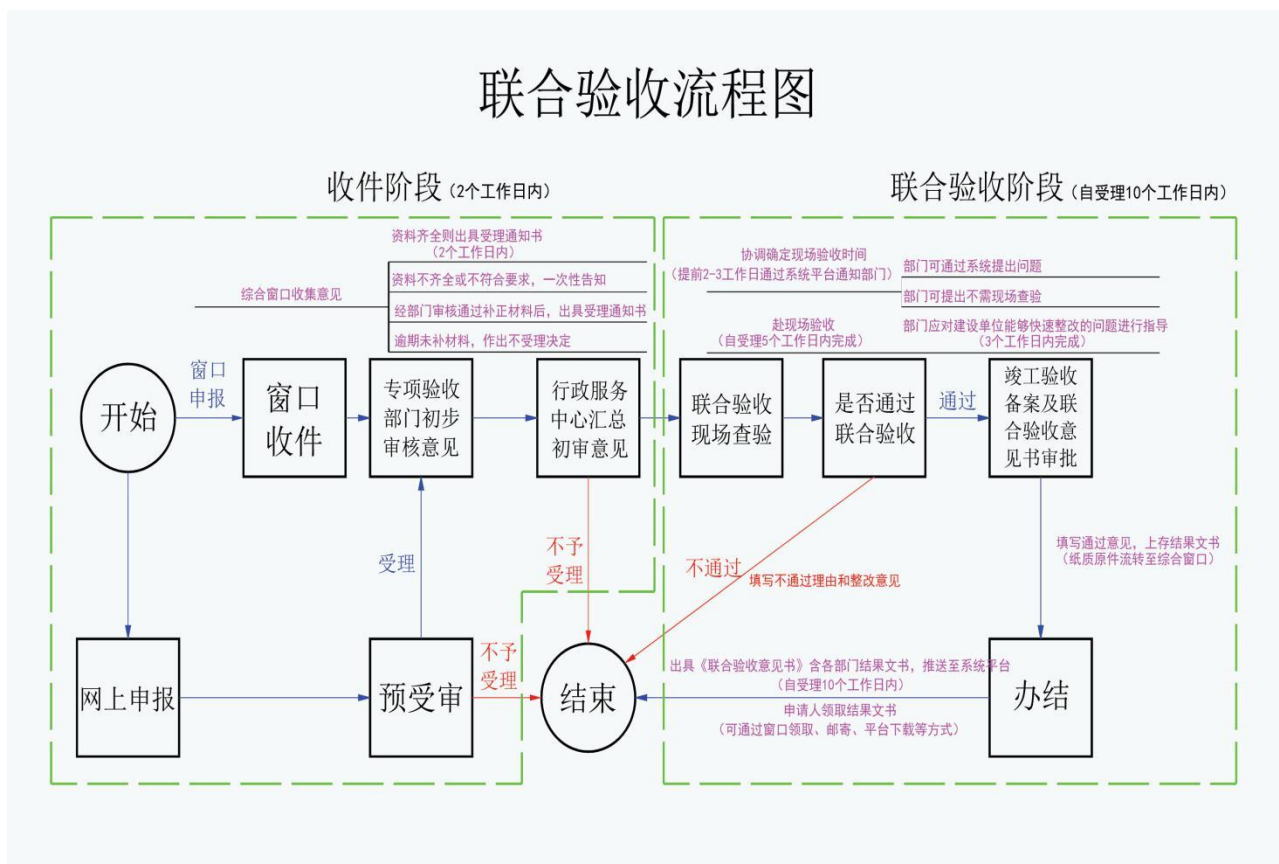 联合验收流程图
收件阶段(2个工作日内)
联合验收阶段(自受理10个工作日内)
资料齐全则出具受理通知书
(2个工作日内)
资料不齐全或不符合要求，一次性告知
综合窗口收集意见
经部门审核通过补正材料后，出具受理通知书
逾期未补材料，作出不受理决定
协调确定现场验收时间
(提前2-3工作日通过系统平台通知部门)
部门可通过系统提出问题
部门可提出不需现场查验
赴现场验收
(自受理5个工作日内完成)
部门应对建设单位能够快速整改的问题进行指导
(3个工作日内完成)
开始
窗口
申报
窗口
收件
专项验收
部门初步
审核意见
行政服务
中心汇总
初审意见
联合验收
现场查验
是否通过
联合验收
通过
竣工验收
备案及联
合验收意
见书审批
受理
不予
受理
不通过
填写不通过理由和整改意见
填写通过意见，上存结果文书
(纸质原件流转至综合窗口)
网上申报
预受审
不予
受理
结束
出具《联合验收意见书》含各部门结果文书，推送至系统平台
(自受理10个工作日内)
申请人领取结果文书
(可通过窗口领取、邮寄、平台下载等方式)
办结